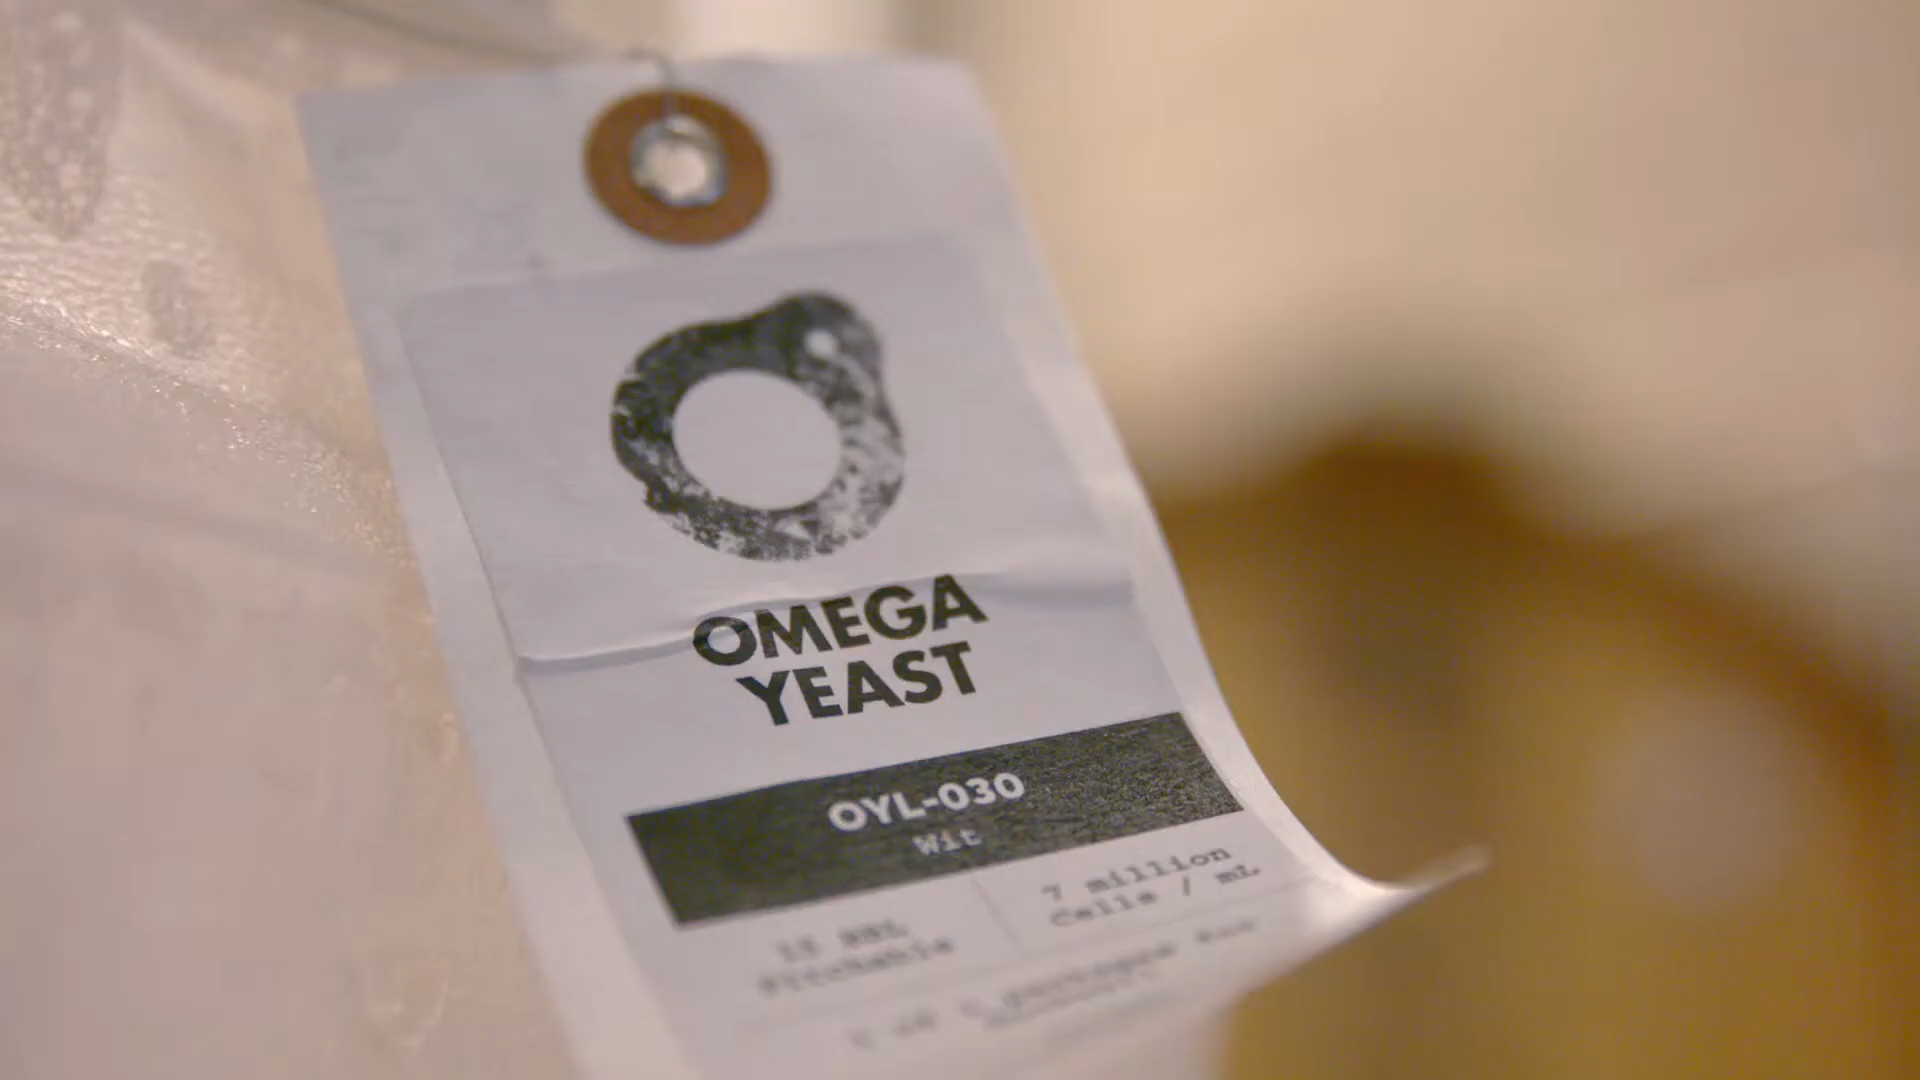 OMEGA
YEAST
OYL-030
Wit
7 million
Cells / mL
Pitchable